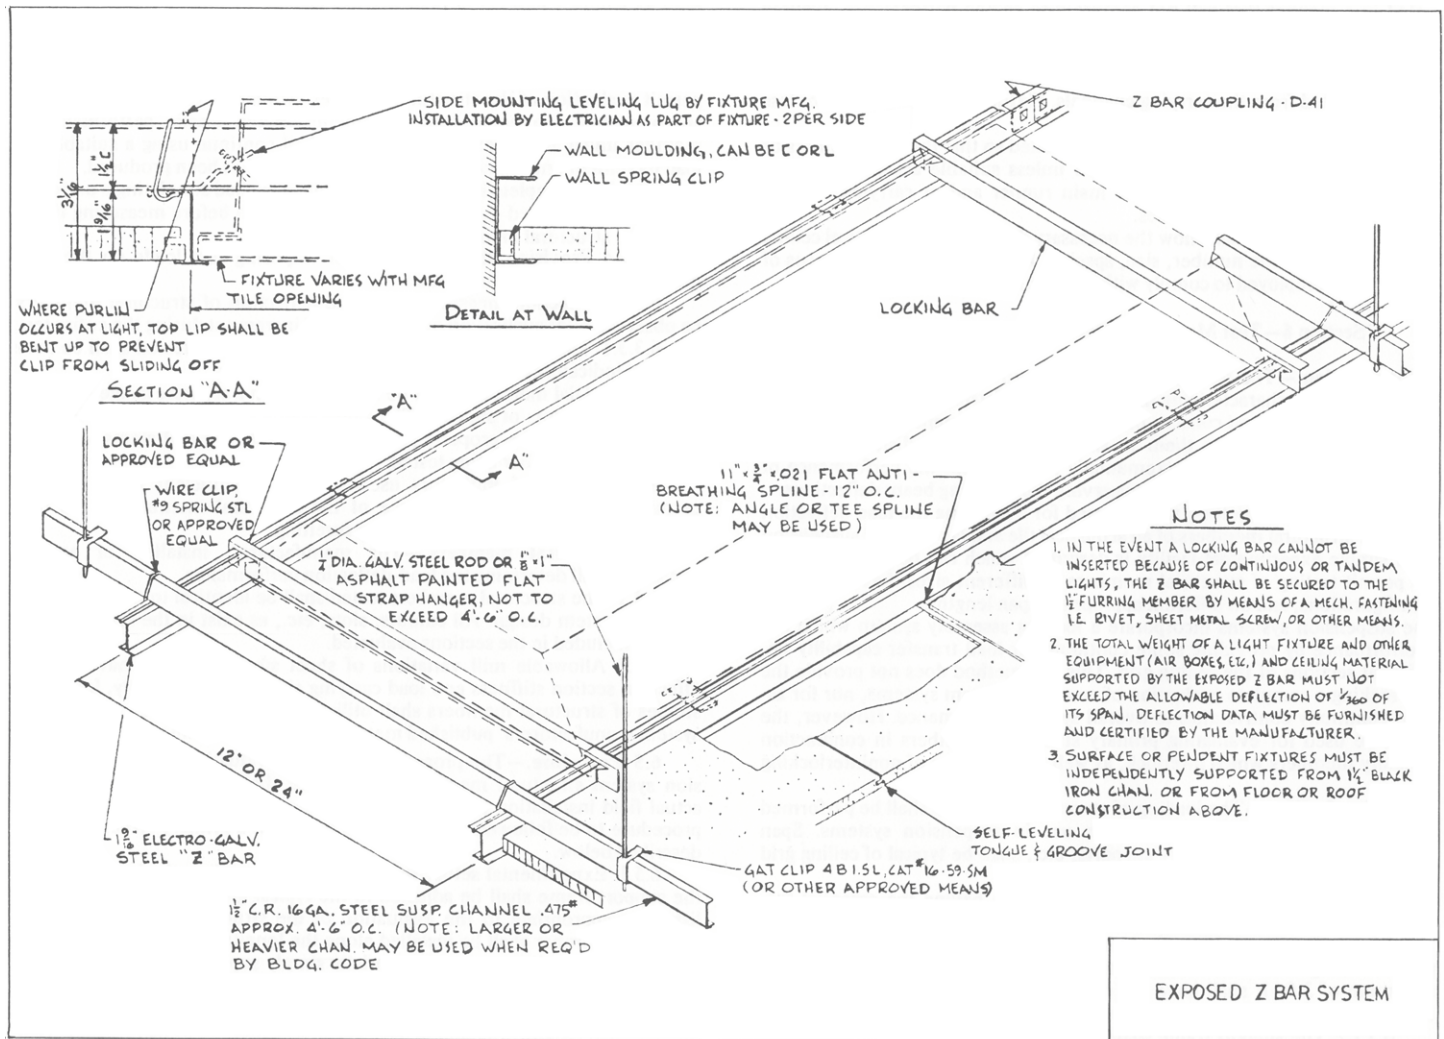 SIDE MOUNTING LEVELING LUG BY FIXTURE MFG.
INSTALLATION BY ELECTRICIAN AS PART OF FIXTURE - 2 PER SIDE
Z BAR COUPLING - D-41
WALL MOULDING, CAN BE C OR L
WALL SPRING CLIP
3 1/16"
1 1/2" C
1 9/16"
FIXTURE VARIES WITH MFG
TILE OPENING
WHERE PURLIN
OCCURS AT LIGHT, TOP LIP SHALL BE
BENT UP TO PREVENT
CLIP FROM SLIDING OFF
SECTION "A-A"
DETAIL AT WALL
LOCKING BAR
"A"
A"
LOCKING BAR OR
APPROVED EQUAL
WIRE CLIP,
#9 SPRING STL
OR APPROVED
EQUAL
1/4" DIA. GALV. STEEL ROD OR 1/8" x 1"
ASPHALT PAINTED FLAT
STRAP HANGER, NOT TO
EXCEED 4'-6" O.C.
11" x 3/4" x .021 FLAT ANTI-
BREATHING SPLINE - 12" O.C.
(NOTE: ANGLE OR TEE SPLINE
MAY BE USED)
NOTES
1. IN THE EVENT A LOCKING BAR CANNOT BE
INSERTED BECAUSE OF CONTINUOUS OR TANDEM
LIGHTS, THE Z BAR SHALL BE SECURED TO THE
1 1/2" FURRING MEMBER BY MEANS OF A MECH. FASTENING
I.E. RIVET, SHEET METAL SCREW, OR OTHER MEANS.
2. THE TOTAL WEIGHT OF A LIGHT FIXTURE AND OTHER
EQUIPMENT (AIR BOXES, ETC.) AND CEILING MATERIAL
SUPPORTED BY THE EXPOSED Z BAR MUST NOT
EXCEED THE ALLOWABLE DEFLECTION OF 1/360 OF
ITS SPAN. DEFLECTION DATA MUST BE FURNISHED
AND CERTIFIED BY THE MANUFACTURER.
3. SURFACE OR PENDENT FIXTURES MUST BE
INDEPENDENTLY SUPPORTED FROM 1 1/2" BLACK
IRON CHAN. OR FROM FLOOR OR ROOF
CONSTRUCTION ABOVE.
12" OR 24"
1 9/16" ELECTRO-GALV.
STEEL "Z" BAR
SELF-LEVELING
TONGUE & GROOVE JOINT
GAT CLIP 4 B 1.5 L, CAT # 16-59-SM
(OR OTHER APPROVED MEANS)
1 1/2" C.R. 16 GA. STEEL SUSP. CHANNEL .475#
APPROX. 4'-6" O.C. (NOTE: LARGER OR
HEAVIER CHAN. MAY BE USED WHEN REQ'D
BY BLDG. CODE
EXPOSED Z BAR SYSTEM